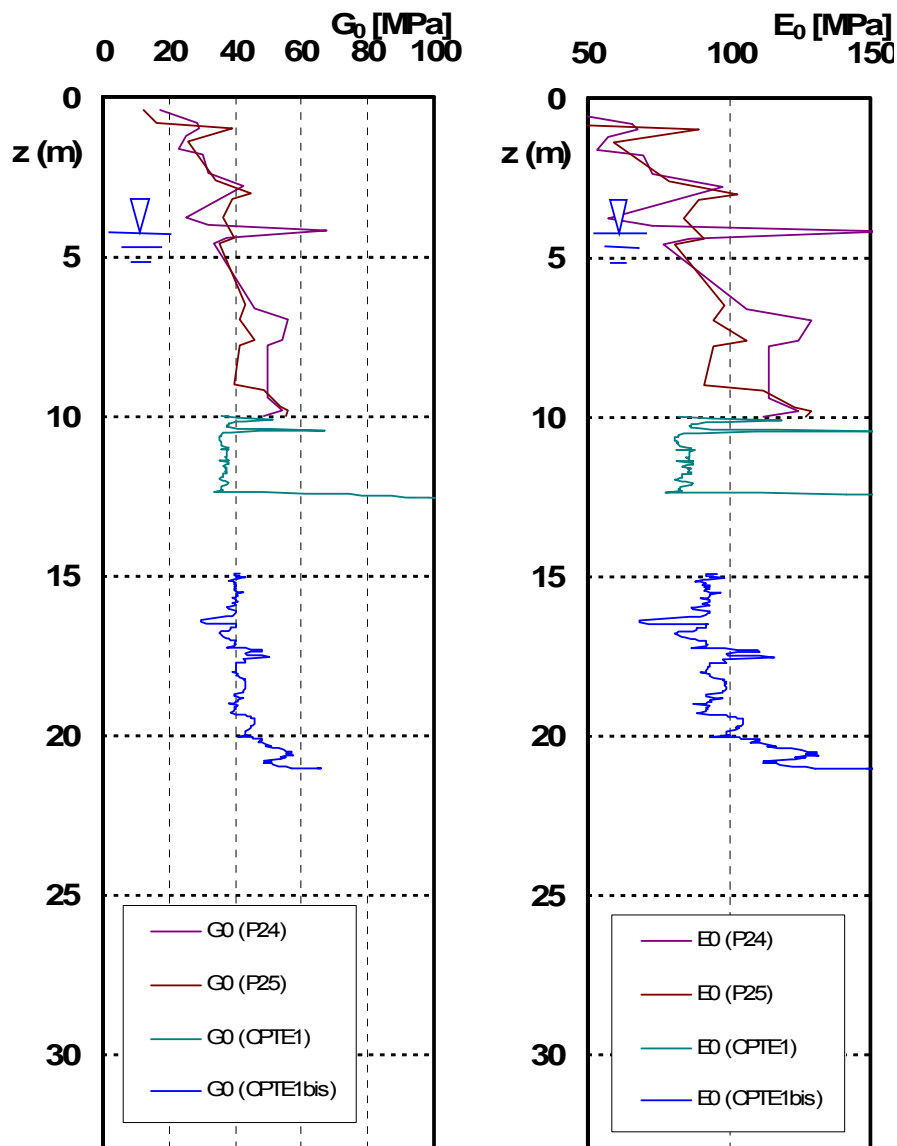 G0 [MPa]
0 20 40 60 80 100
0
z (m)
5
10
15
20
25
30
G0 (P24)
G0 (P25)
G0 (CPTE1)
G0 (CPTE1bis)
E0 [MPa]
50 100 150
0
z (m)
5
10
15
20
25
30
E0 (P24)
E0 (P25)
E0 (CPTE1)
E0 (CPTE1bis)